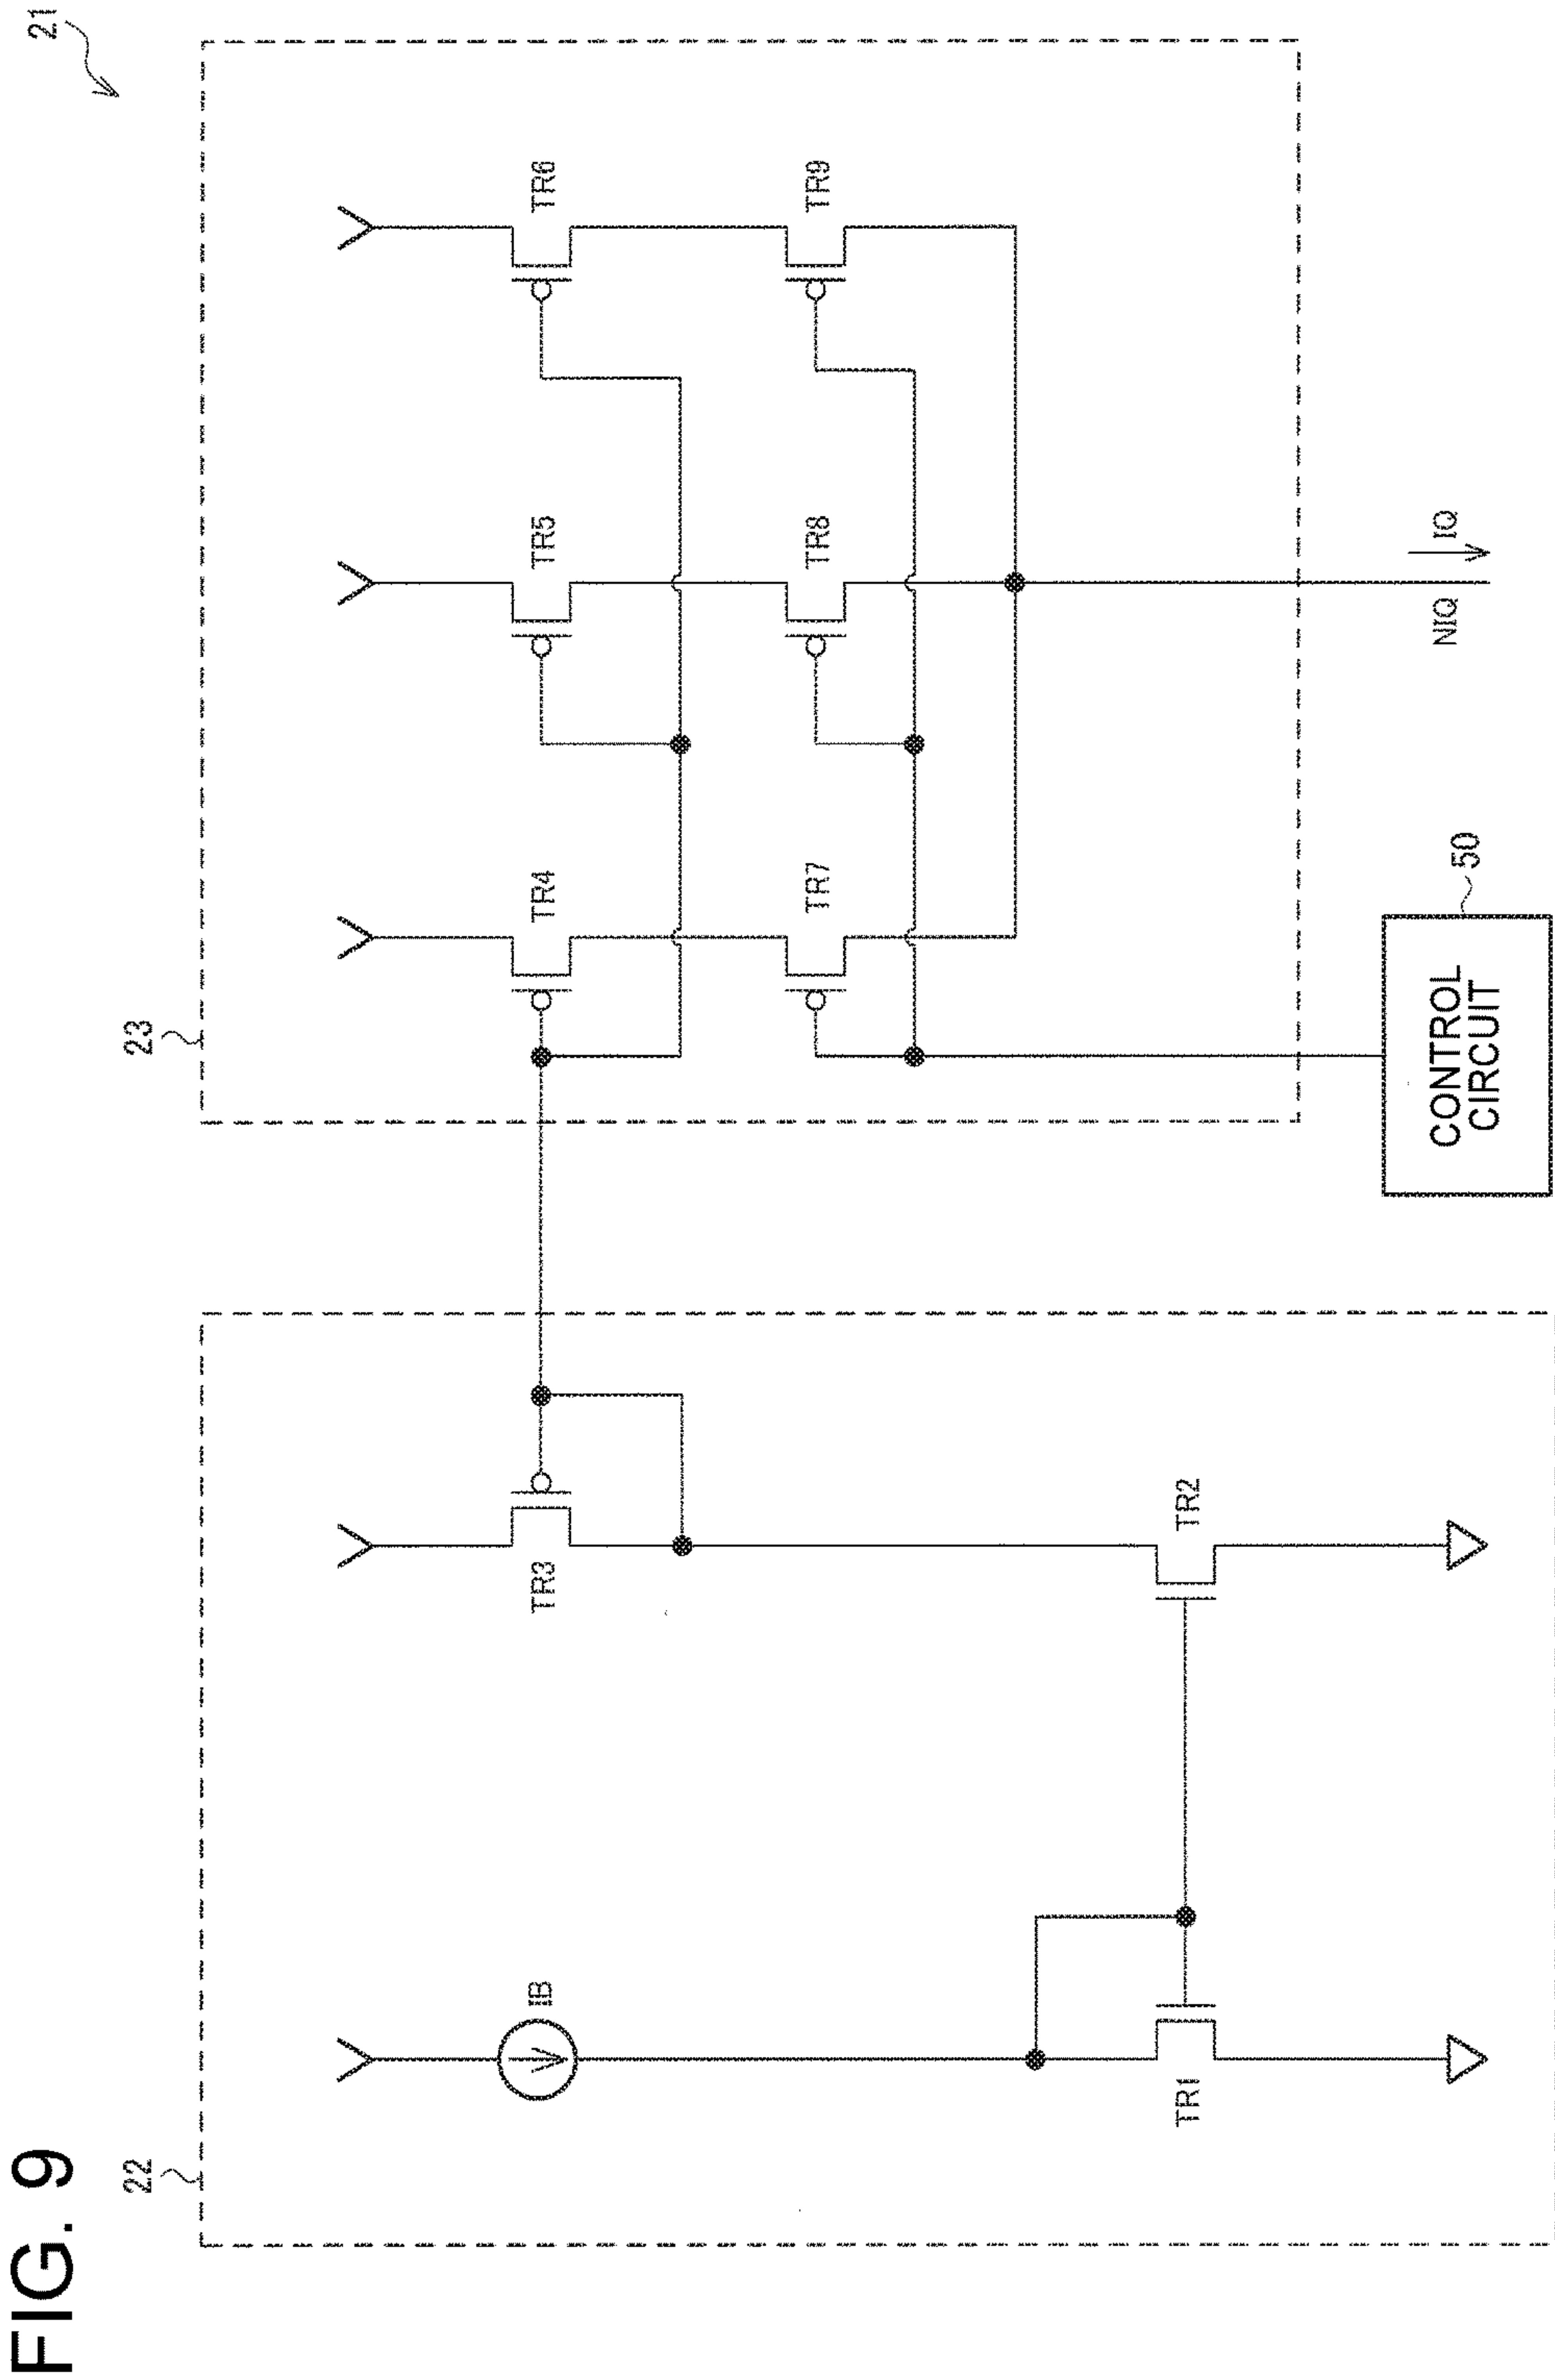 FIG. 9
21
22
23
IB
TR3
TR4
TR5
TR6
TR7
TR8
TR9
TR1
TR2
NIQ
IQ
50
CONTROL
CIRCUIT